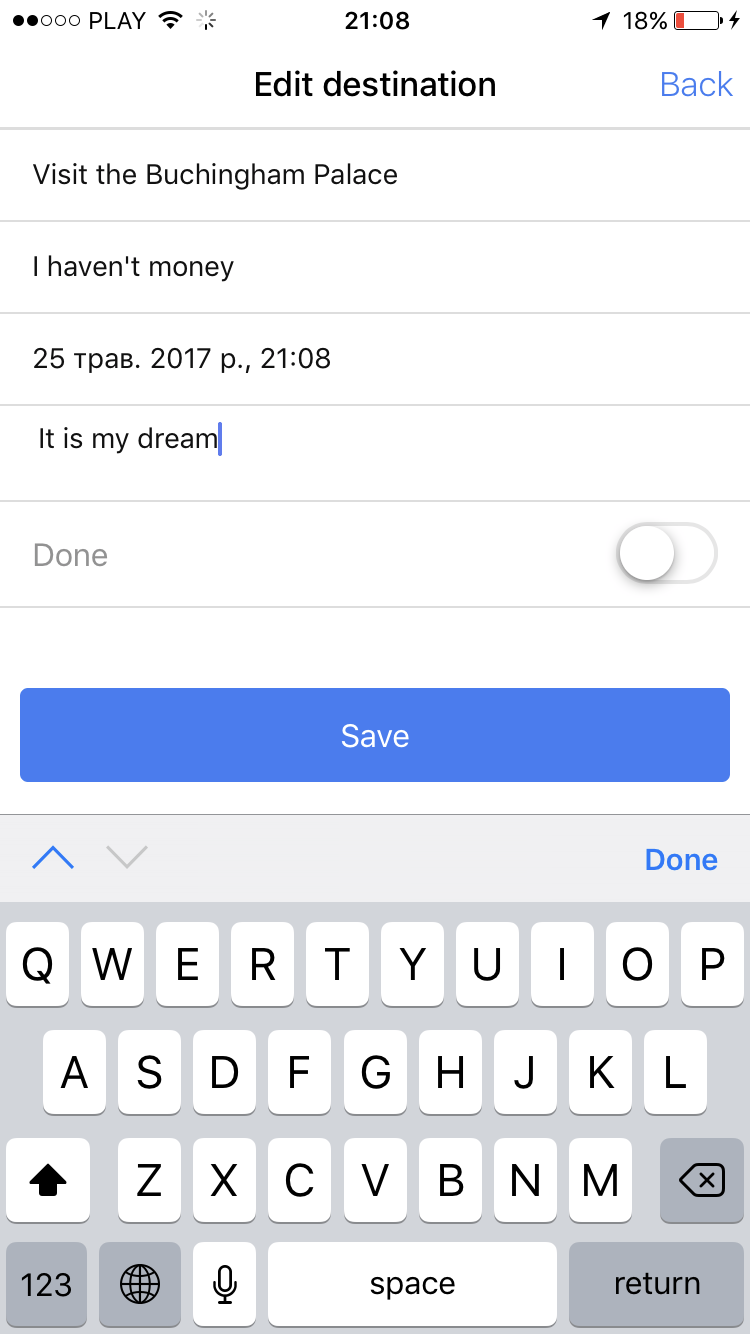 PLAY 21:08 18%
Edit destination Back
Visit the Buchingham Palace
I haven't money
25 трав. 2017 р., 21:08
It is my dream
Done
Save
Done
Q W E R T Y U I O P
A S D F G H J K L
Z X C V B N M
123 space return